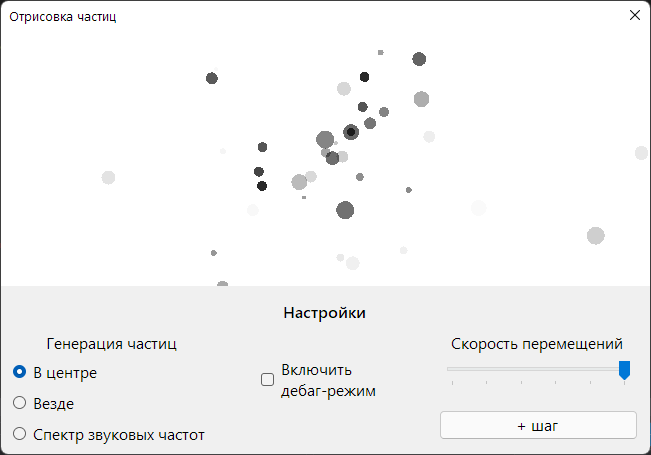 Отрисовка частиц
Настройки
Генерация частиц
В центре
Везде
Спектр звуковых частот
Включить
дебаг-режим
Скорость перемещений
+ шаг